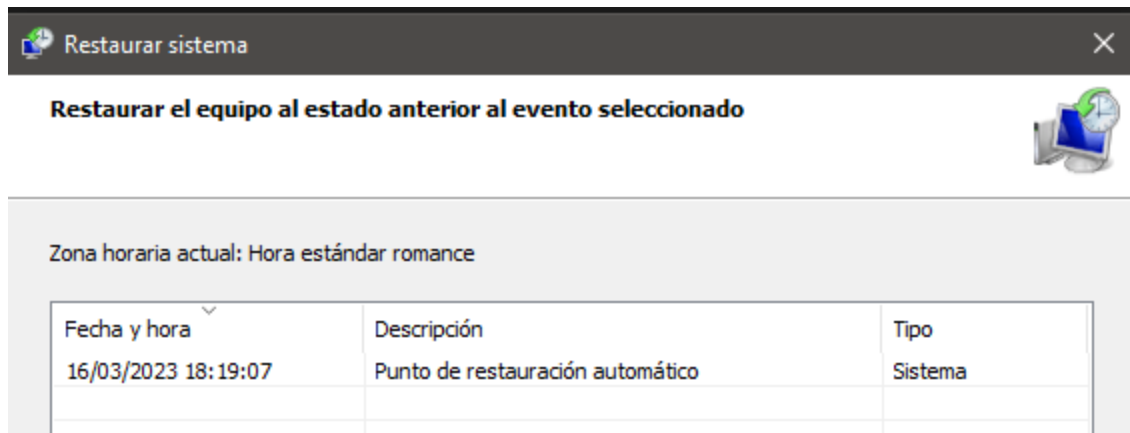 Restaurar sistema
Restaurar el equipo al estado anterior al evento seleccionado
Zona horaria actual: Hora estándar romance
Fecha y hora Descripción Tipo
16/03/2023 18:19:07 Punto de restauración automático Sistema